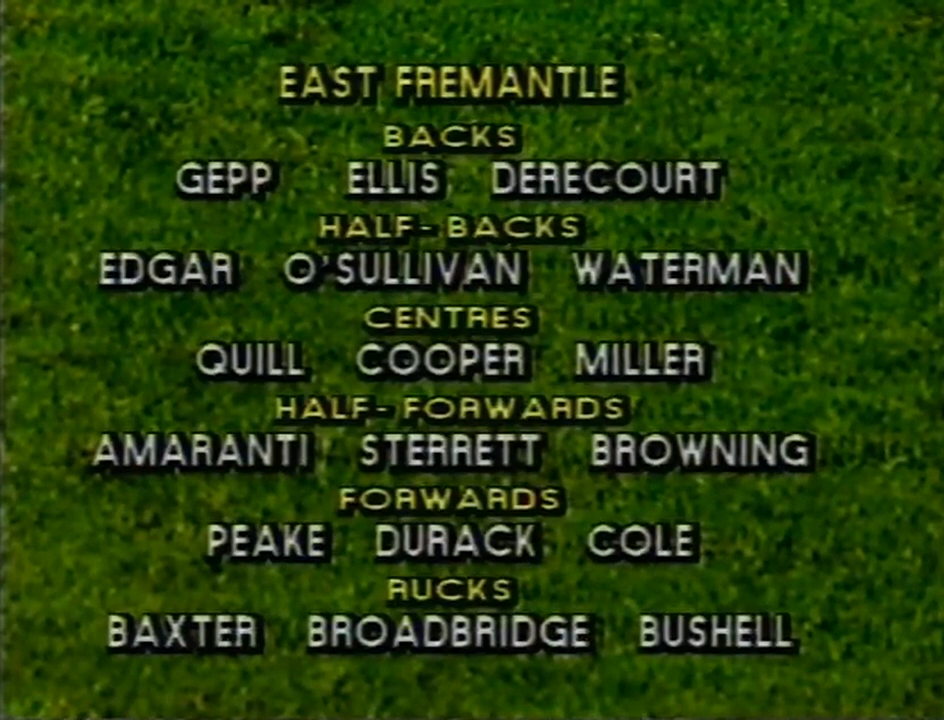 EAST FREMANTLE
BACKS
GEPP ELLIS DERECOURT
HALF-BACKS
EDGAR O'SULLIVAN WATERMAN
CENTRES
QUILL COOPER MILLER
HALF-FORWARDS
AMARANTI STERRETT BROWNING
FORWARDS
PEAKE DURACK COLE
RUCKS
BAXTER BROADBRIDGE BUSHELL